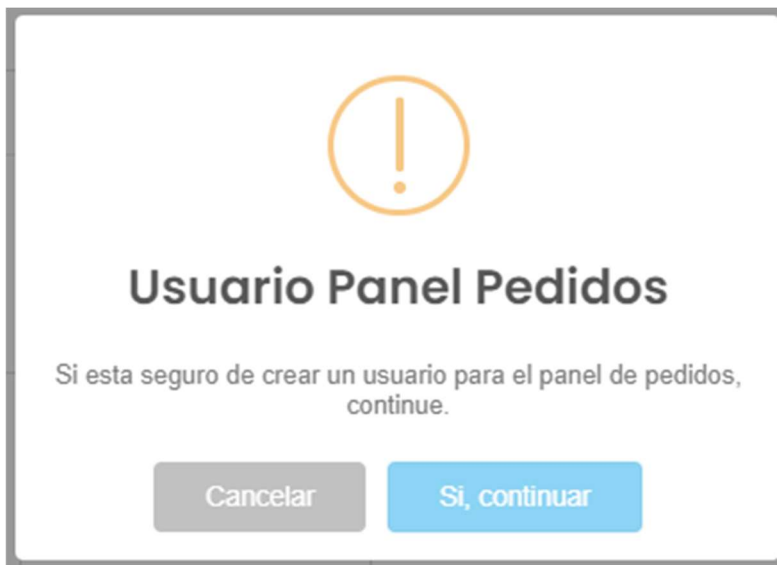 Usuario Panel Pedidos
Si esta seguro de crear un usuario para el panel de pedidos,
continue.
Cancelar
Si, continuar